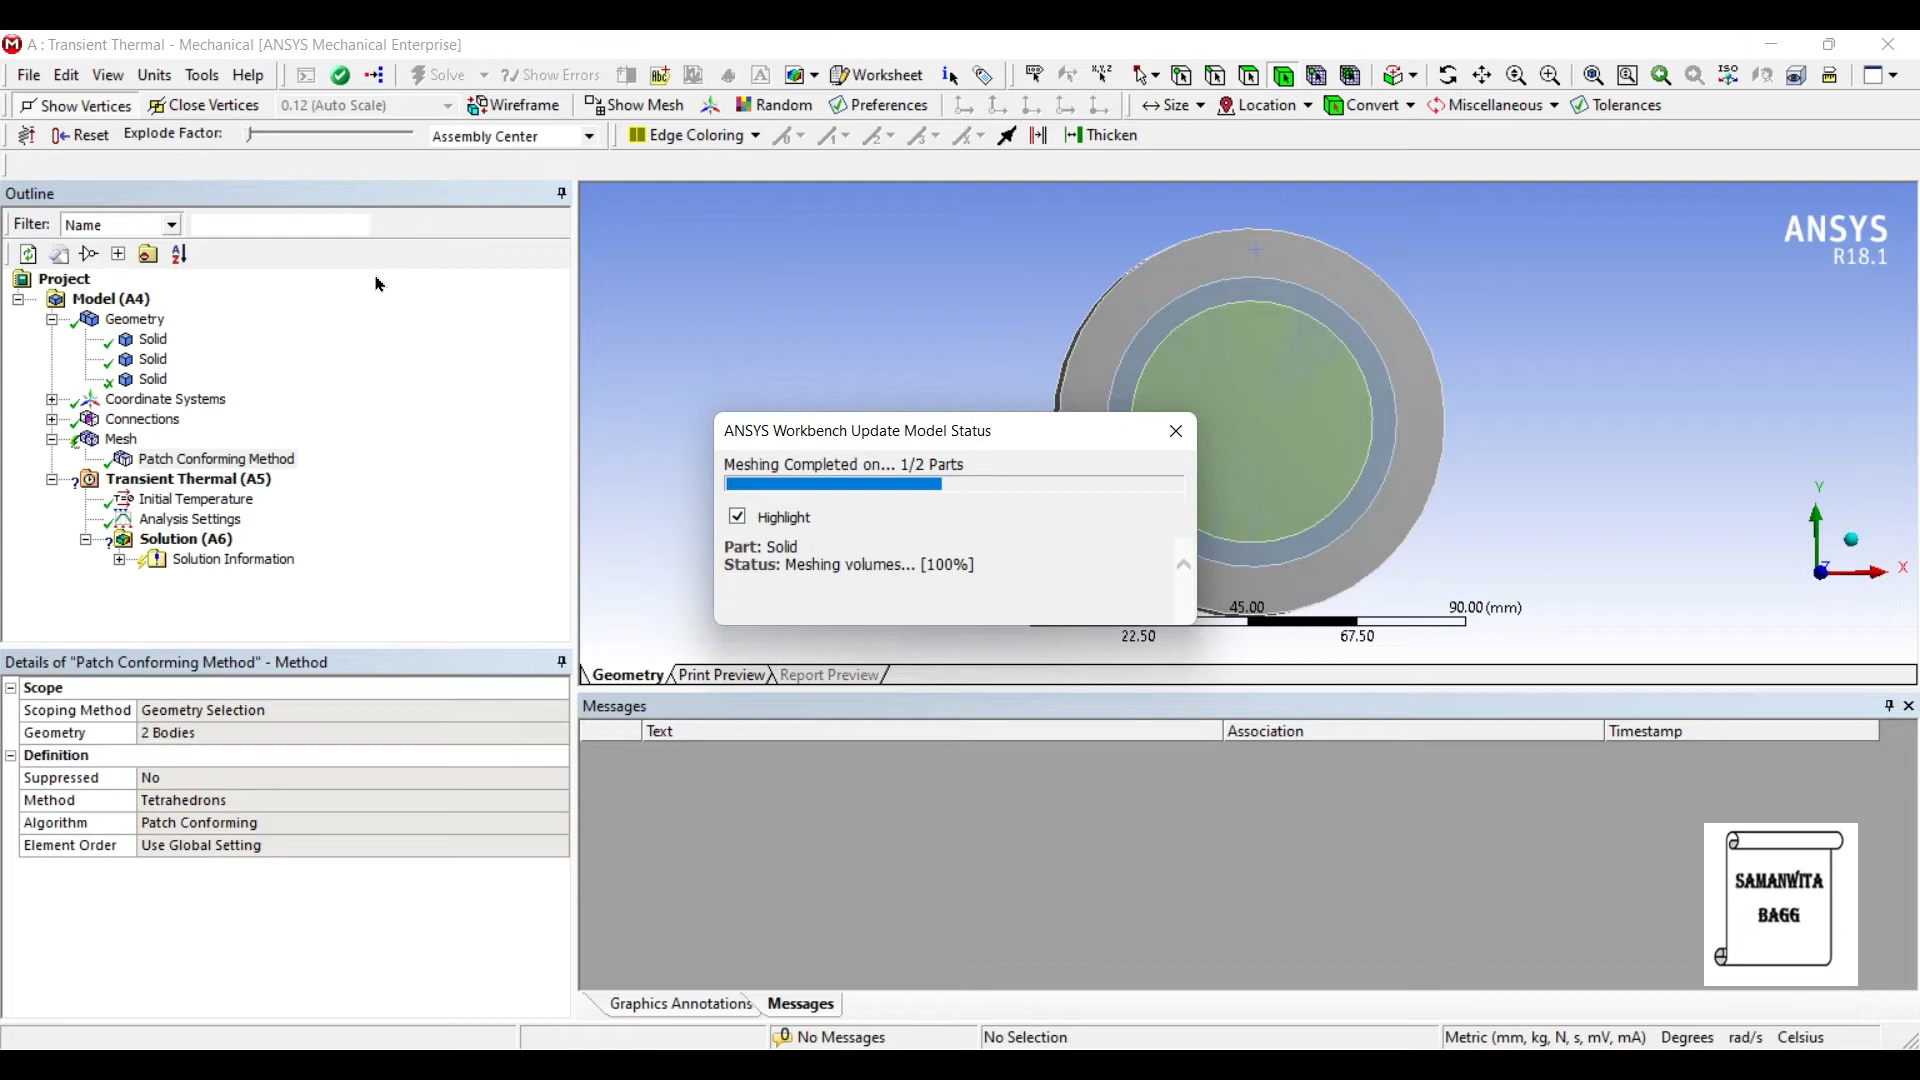 A : Transient Thermal - Mechanical [ANSYS Mechanical Enterprise]
File Edit View Units Tools Help Solve ?/ Show Errors Worksheet
Show Vertices Close Vertices 0.12 (Auto Scale) Wireframe Show Mesh Random Preferences Size Location Convert Miscellaneous Tolerances
Reset Explode Factor: Assembly Center Edge Coloring Thicken
Outline
Filter: Name
Project
Model (A4)
Geometry
Solid
Solid
Solid
Coordinate Systems
Connections
Mesh
Patch Conforming Method
Transient Thermal (A5)
Initial Temperature
Analysis Settings
Solution (A6)
Solution Information
ANSYS
R18.1
ANSYS Workbench Update Model Status
Meshing Completed on... 1/2 Parts
Highlight
Part: Solid
Status: Meshing volumes... [100%]
Y
X
Z
45.00 90.00 (mm)
22.50 67.50
Geometry Print Preview Report Preview
Details of "Patch Conforming Method" - Method
Scope
Scoping Method Geometry Selection
Geometry 2 Bodies
Definition
Suppressed No
Method Tetrahedrons
Algorithm Patch Conforming
Element Order Use Global Setting
Messages
Text Association Timestamp
SAMANWITA
BAGG
Graphics Annotations Messages
0 No Messages No Selection Metric (mm, kg, N, s, mV, mA) Degrees rad/s Celsius